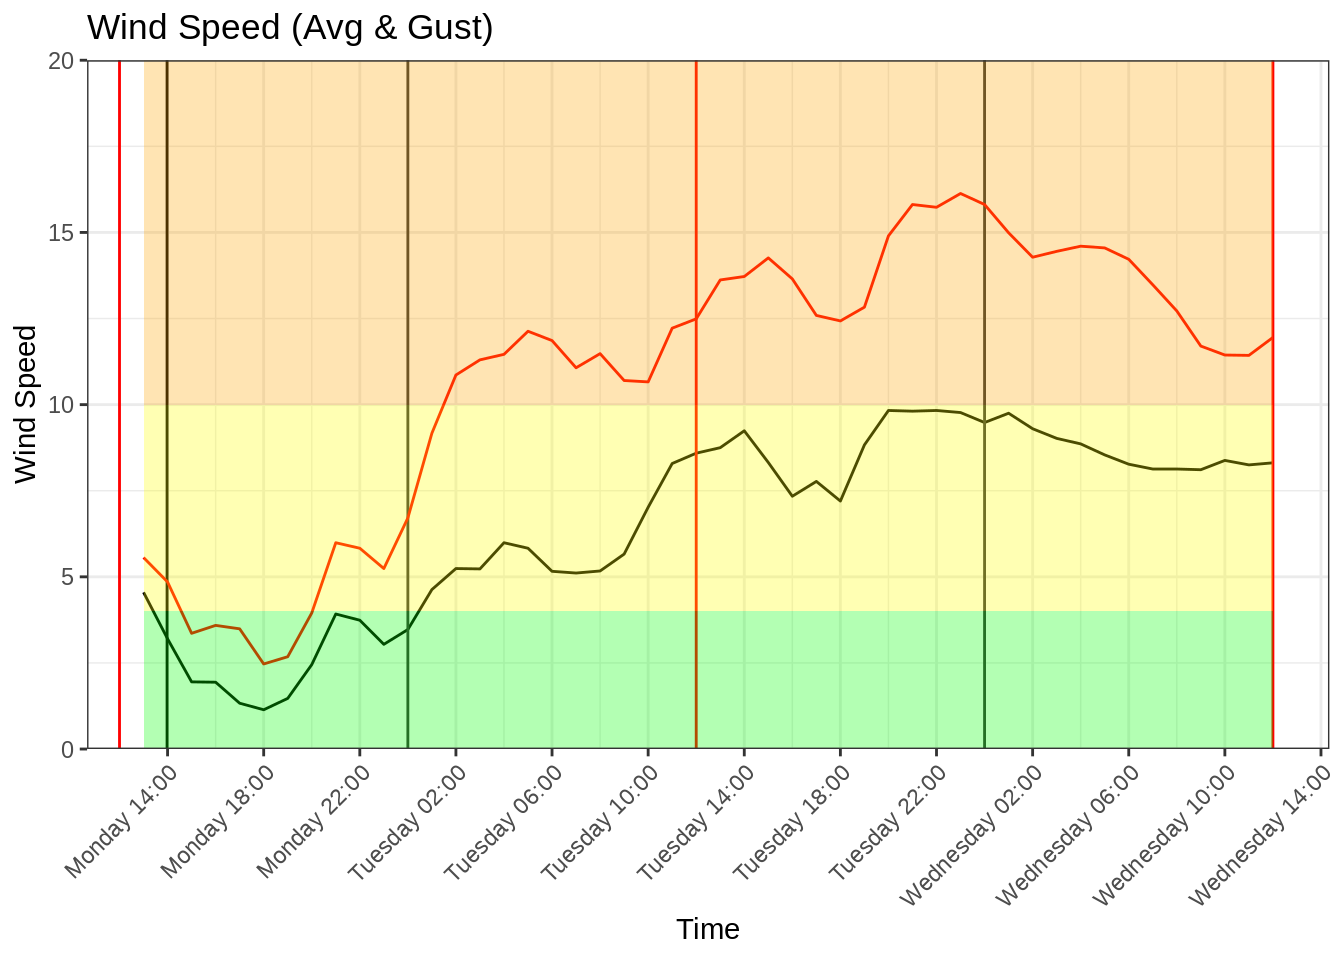 Wind Speed (Avg & Gust)
20
15
10
5
0
Wind Speed
Monday 14:00
Monday 18:00
Monday 22:00
Tuesday 02:00
Tuesday 06:00
Tuesday 10:00
Tuesday 14:00
Tuesday 18:00
Tuesday 22:00
Wednesday 02:00
Wednesday 06:00
Wednesday 10:00
Wednesday 14:00
Time